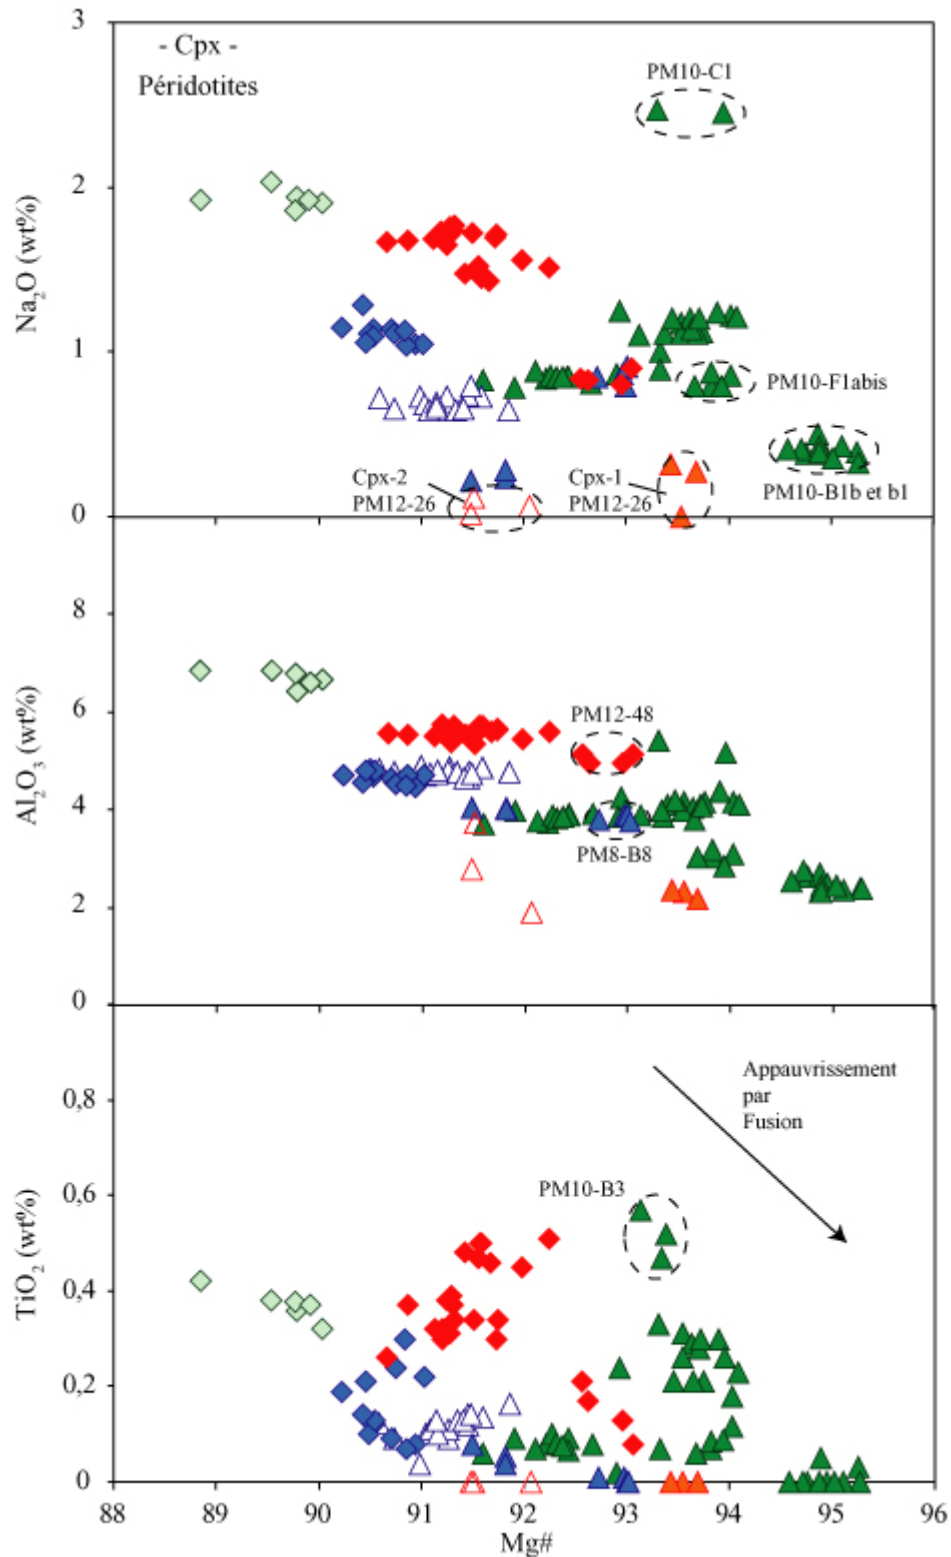 3
- Cpx -
Péridotites
PM10-C1
2
Na₂O (wt%)
1
PM10-F1abis
Cpx-2
PM12-26
Cpx-1
PM12-26
PM10-B1b et b1
0
8
6
PM12-48
Al₂O₃ (wt%)
4
PM8-B8
2
0
Appauvrissement
par
Fusion
0,8
0,6
PM10-B3
TiO₂ (wt%)
0,4
0,2
0
88 89 90 91 92 93 94 95 96
Mg#